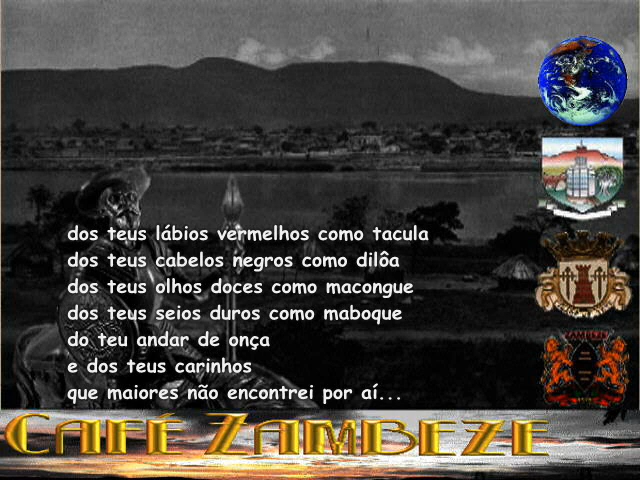 dos teus lábios vermelhos como tacula
dos teus cabelos negros como dilôa
dos teus olhos doces como macongue
dos teus seios duros como maboque
do teu andar de onça
e dos teus carinhos
que maiores não encontrei por aí...
ZAMBEZE
CAFÉ ZAMBEZE